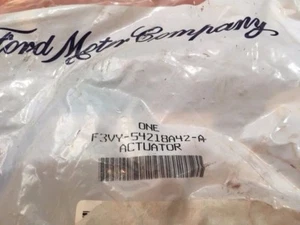 Ford Motor Company
ONE
F3VY-54218A42-A
ACTUATOR